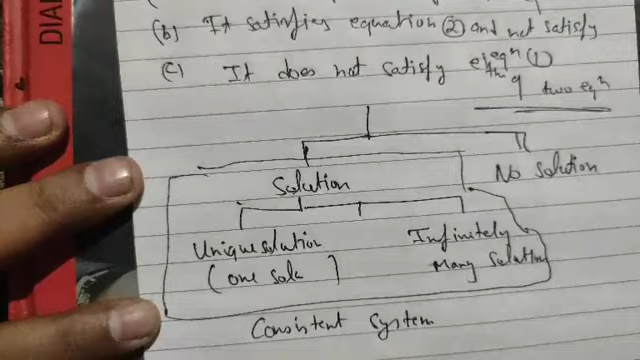 DIA
(b) It satisfies equation ② and not satisfy
eqⁿ (1)
(c) It does not satisfy
two eqⁿ
Solution
No solution
Unique solution
Infinitely
(one solⁿ]
Many solution
Consistent system